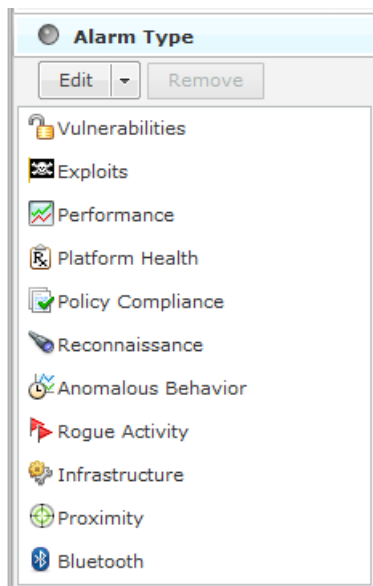 Alarm Type
Edit Remove
Vulnerabilities
Exploits
Performance
Platform Health
Policy Compliance
Reconnaissance
Anomalous Behavior
Rogue Activity
Infrastructure
Proximity
Bluetooth